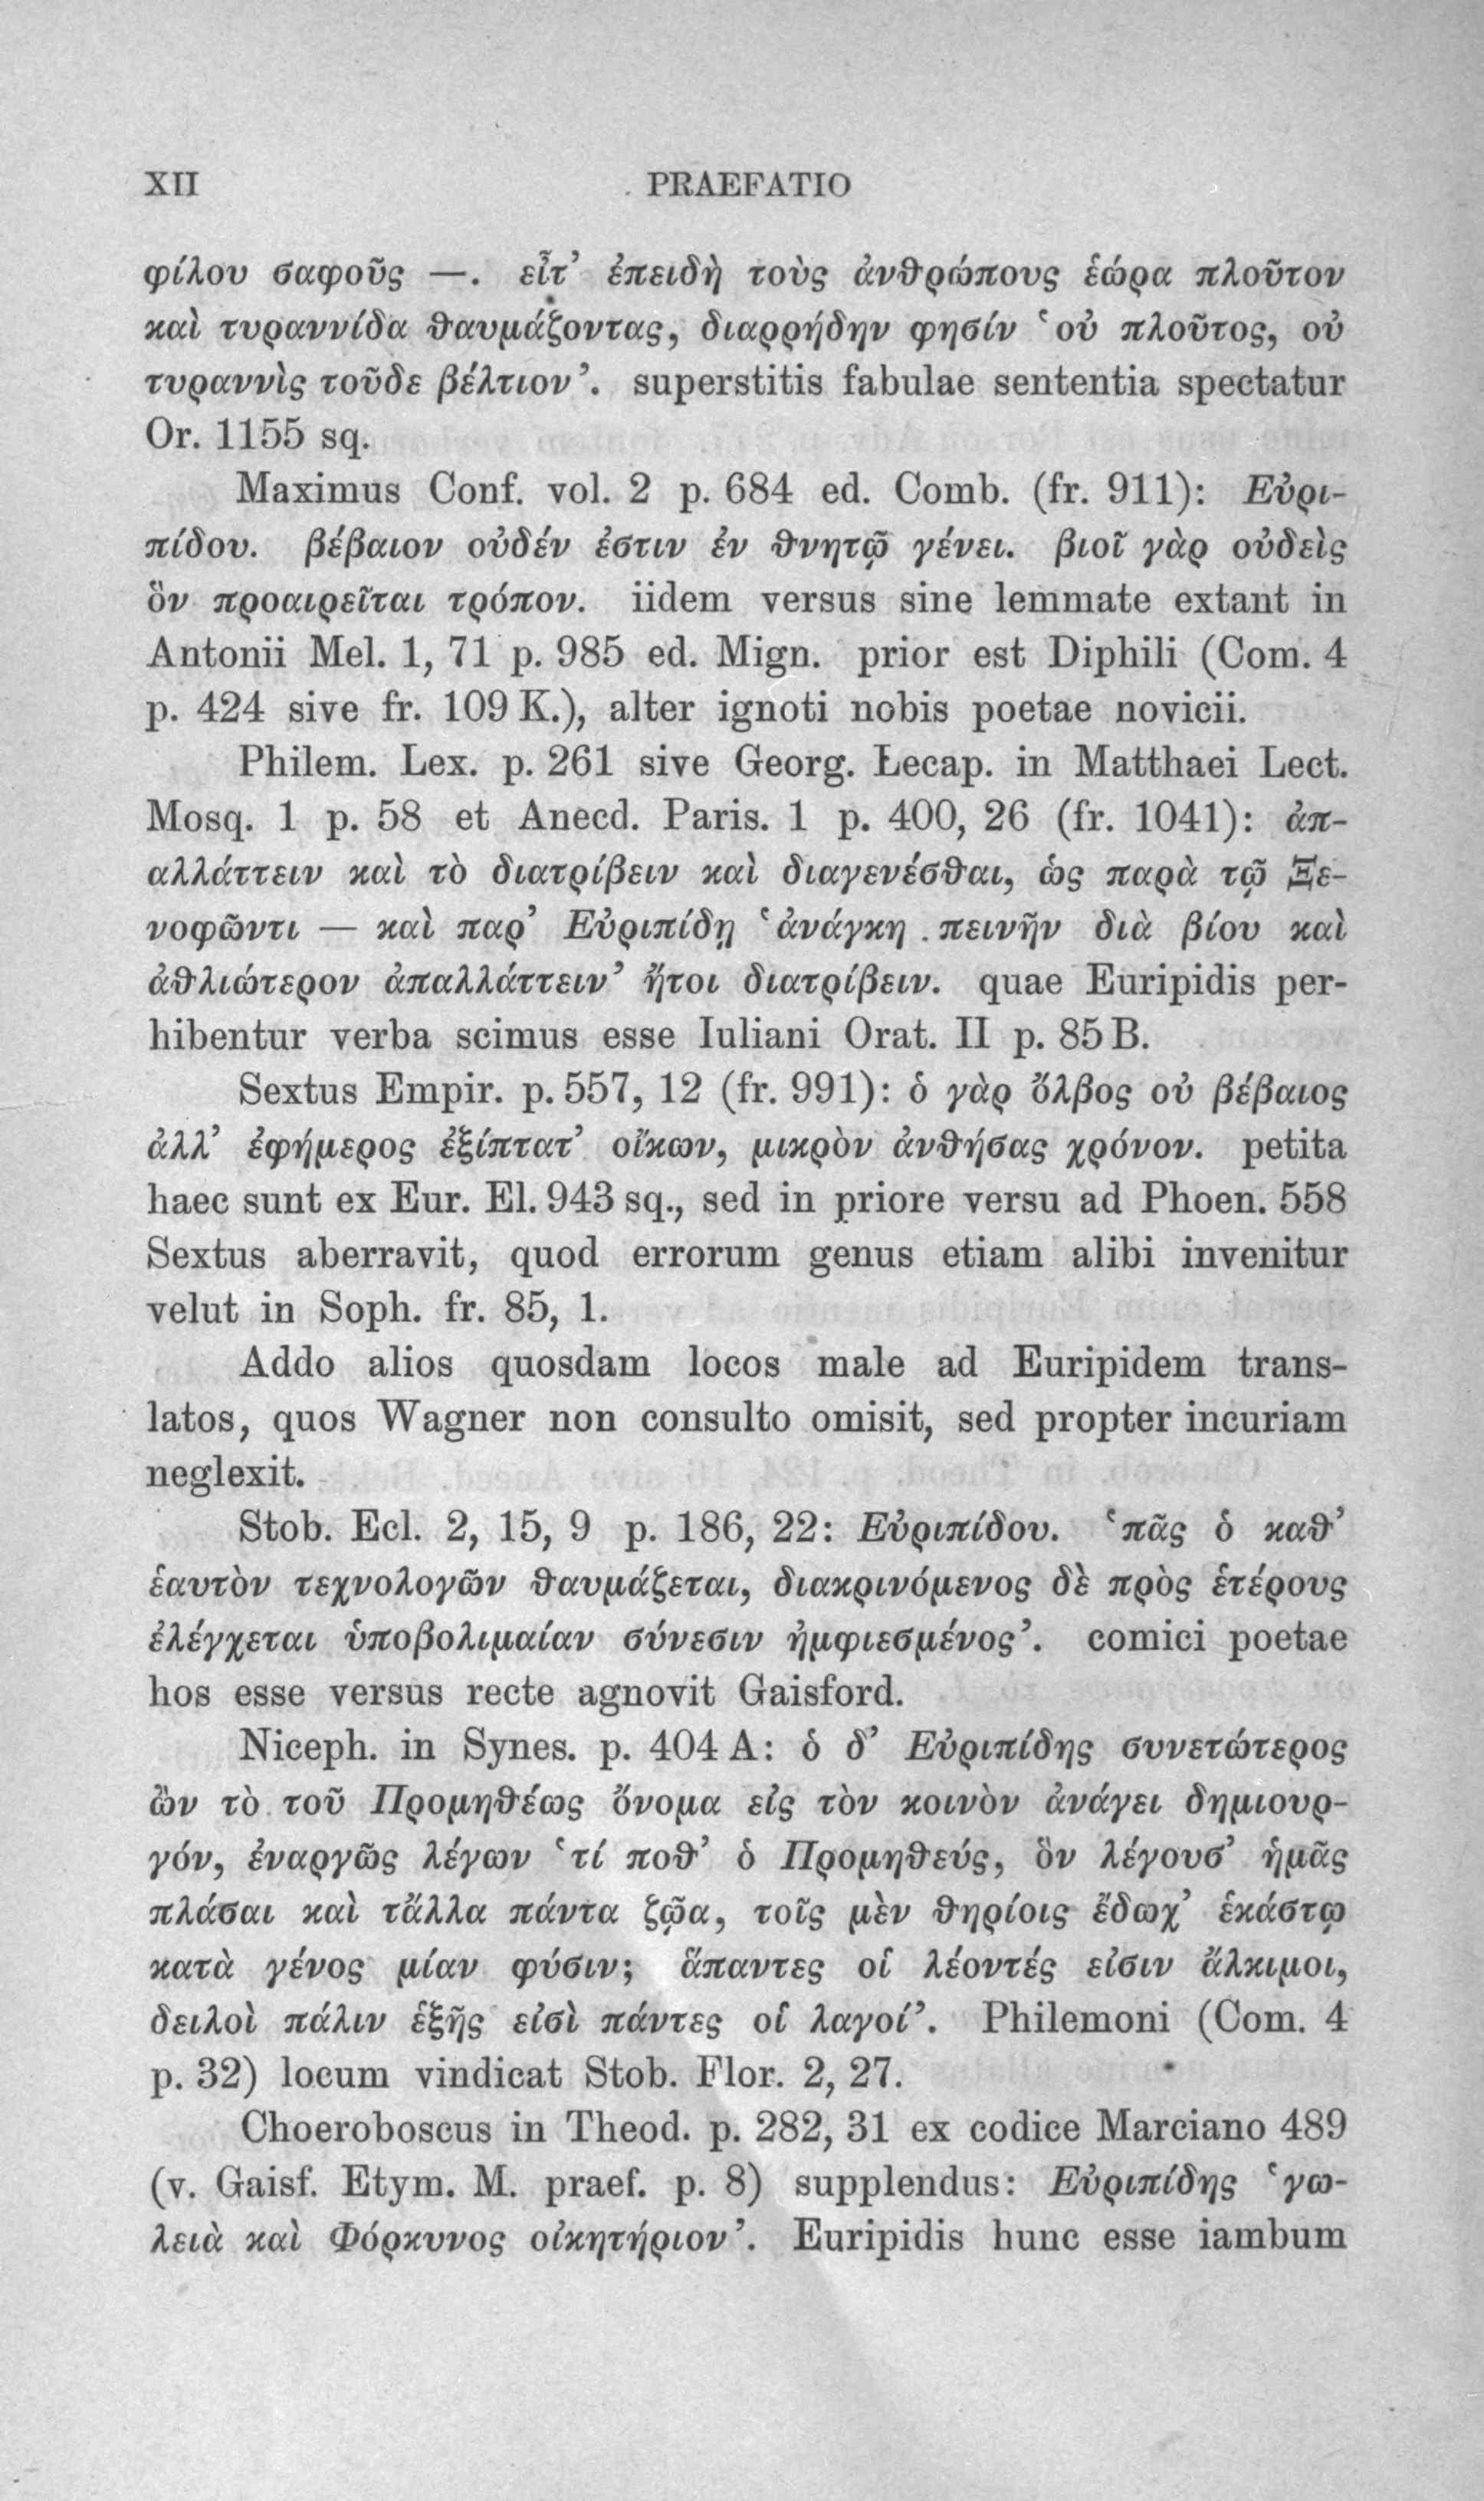 XII PRAEFATIO
φίλου σαφοῦς —. εἶτ’ ἐπειδὴ τοὺς ἀνθρώπους ἑώρα πλοῦτον
καὶ τυραννίδα θαυμάζοντας, διαρρήδην φησίν ‘οὐ πλοῦτος, οὐ
τυραννὶς τοῦδε βέλτιον’. superstitis fabulae sententia spectatur
Or. 1155 sq.
Maximus Conf. vol. 2 p. 684 ed. Comb. (fr. 911): Εὐρι-
πίδου. βέβαιον οὐδέν ἐστιν ἐν θνητῷ γένει. βιοῖ γὰρ οὐδεὶς
ὃν προαιρεῖται τρόπον. iidem versus sine lemmate extant in
Antonii Mel. 1, 71 p. 985 ed. Mign. prior est Diphili (Com. 4
p. 424 sive fr. 109 K.), alter ignoti nobis poetae novicii.
Philem. Lex. p. 261 sive Georg. Lecap. in Matthaei Lect.
Mosq. 1 p. 58 et Anecd. Paris. 1 p. 400, 26 (fr. 1041): ἀπ-
αλλάττειν καὶ τὸ διατρίβειν καὶ διαγενέσθαι, ὡς παρὰ τῷ Ξε-
νοφῶντι — καὶ παρ’ Εὐριπίδῃ ‘ἀνάγκη πεινῆν διὰ βίου καὶ
ἀθλιώτερον ἀπαλλάττειν’ ἤτοι διατρίβειν. quae Euripidis per-
hibentur verba scimus esse Iuliani Orat. II p. 85 B.
Sextus Empir. p. 557, 12 (fr. 991): ὁ γὰρ ὄλβος οὐ βέβαιος
ἀλλ’ ἐφήμερος ἐξίπτατ’ οἴκων, μικρὸν ἀνθήσας χρόνον. petita
haec sunt ex Eur. El. 943 sq., sed in priore versu ad Phoen. 558
Sextus aberravit, quod errorum genus etiam alibi invenitur
velut in Soph. fr. 85, 1.
Addo alios quosdam locos male ad Euripidem trans-
latos, quos Wagner non consulto omisit, sed propter incuriam
neglexit.
Stob. Ecl. 2, 15, 9 p. 186, 22: Εὐριπίδου. ‘πᾶς ὁ καθ’
ἑαυτὸν τεχνολογῶν θαυμάζεται, διακρινόμενος δὲ πρὸς ἑτέρους
ἐλέγχεται ὑποβολιμαίαν σύνεσιν ἠμφιεσμένος’. comici poetae
hos esse versus recte agnovit Gaisford.
Niceph. in Synes. p. 404 A: ὁ δ’ Εὐριπίδης συνετώτερος
ὢν τὸ τοῦ Προμηθέως ὄνομα εἰς τὸν κοινὸν ἀνάγει δημιουρ-
γόν, ἐναργῶς λέγων ‘τί ποθ’ ὁ Προμηθεύς, ὃν λέγουσ’ ἡμᾶς
πλάσαι καὶ τἄλλα πάντα ζῷα, τοῖς μὲν θηρίοις ἔδωχ’ ἑκάστῳ
κατὰ γένος μίαν φύσιν; ἅπαντες οἱ λέοντές εἰσιν ἄλκιμοι,
δειλοὶ πάλιν ἑξῆς εἰσὶ πάντες οἱ λαγοί’. Philemoni (Com. 4
p. 32) locum vindicat Stob. Flor. 2, 27.
Choeroboscus in Theod. p. 282, 31 ex codice Marciano 489
(v. Gaisf. Etym. M. praef. p. 8) supplendus: Εὐριπίδης ‘γω-
λειὰ καὶ Φόρκυνος οἰκητήριον’. Euripidis hunc esse iambum